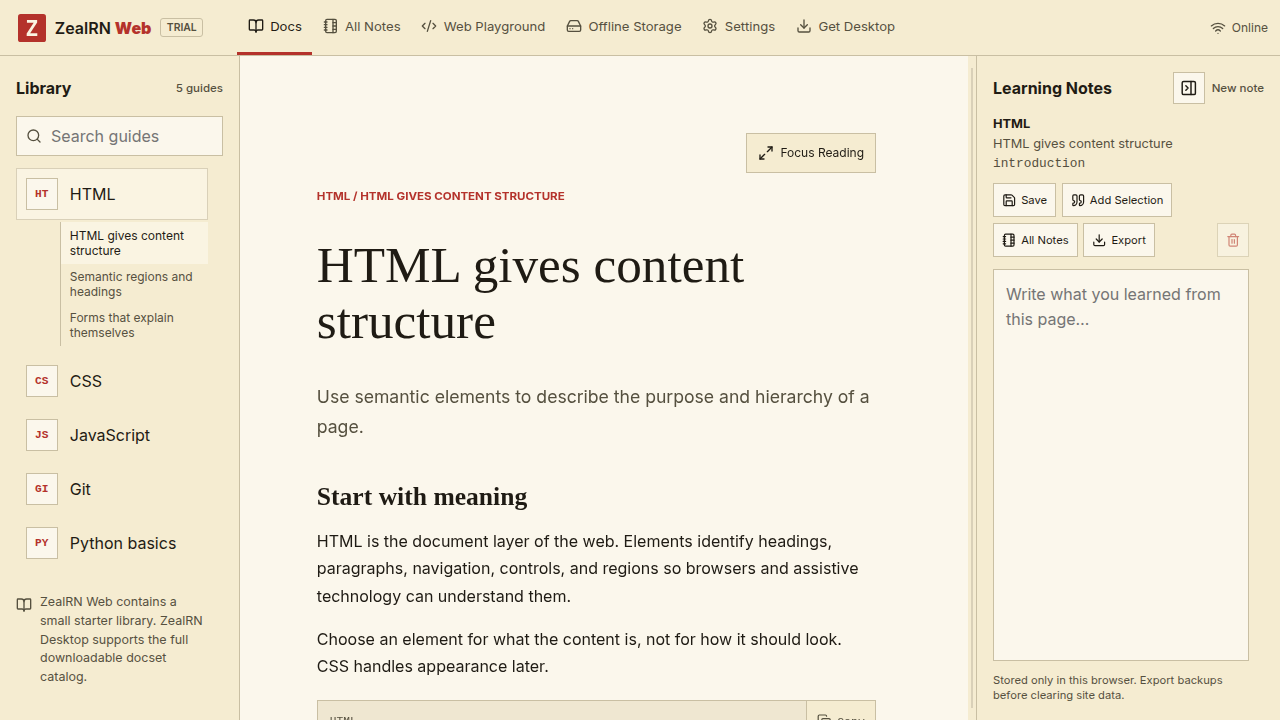 Z ZealRN Web TRIAL
Docs
All Notes
Web Playground
Offline Storage
Settings
Get Desktop
Online
Library
5 guides
Search guides
HT HTML
HTML gives content
structure
Semantic regions and
headings
Forms that explain
themselves
CS CSS
JS JavaScript
GI Git
PY Python basics
ZealRN Web contains a
small starter library. ZealRN
Desktop supports the full
downloadable docset
catalog.
Focus Reading
HTML / HTML GIVES CONTENT STRUCTURE
HTML gives content
structure
Use semantic elements to describe the purpose and hierarchy of a
page.
Start with meaning
HTML is the document layer of the web. Elements identify headings,
paragraphs, navigation, controls, and regions so browsers and assistive
technology can understand them.
Choose an element for what the content is, not for how it should look.
CSS handles appearance later.
HTML
Copy
Learning Notes
New note
HTML
HTML gives content structure
introduction
Save
Add Selection
All Notes
Export
Write what you learned from
this page...
Stored only in this browser. Export backups
before clearing site data.